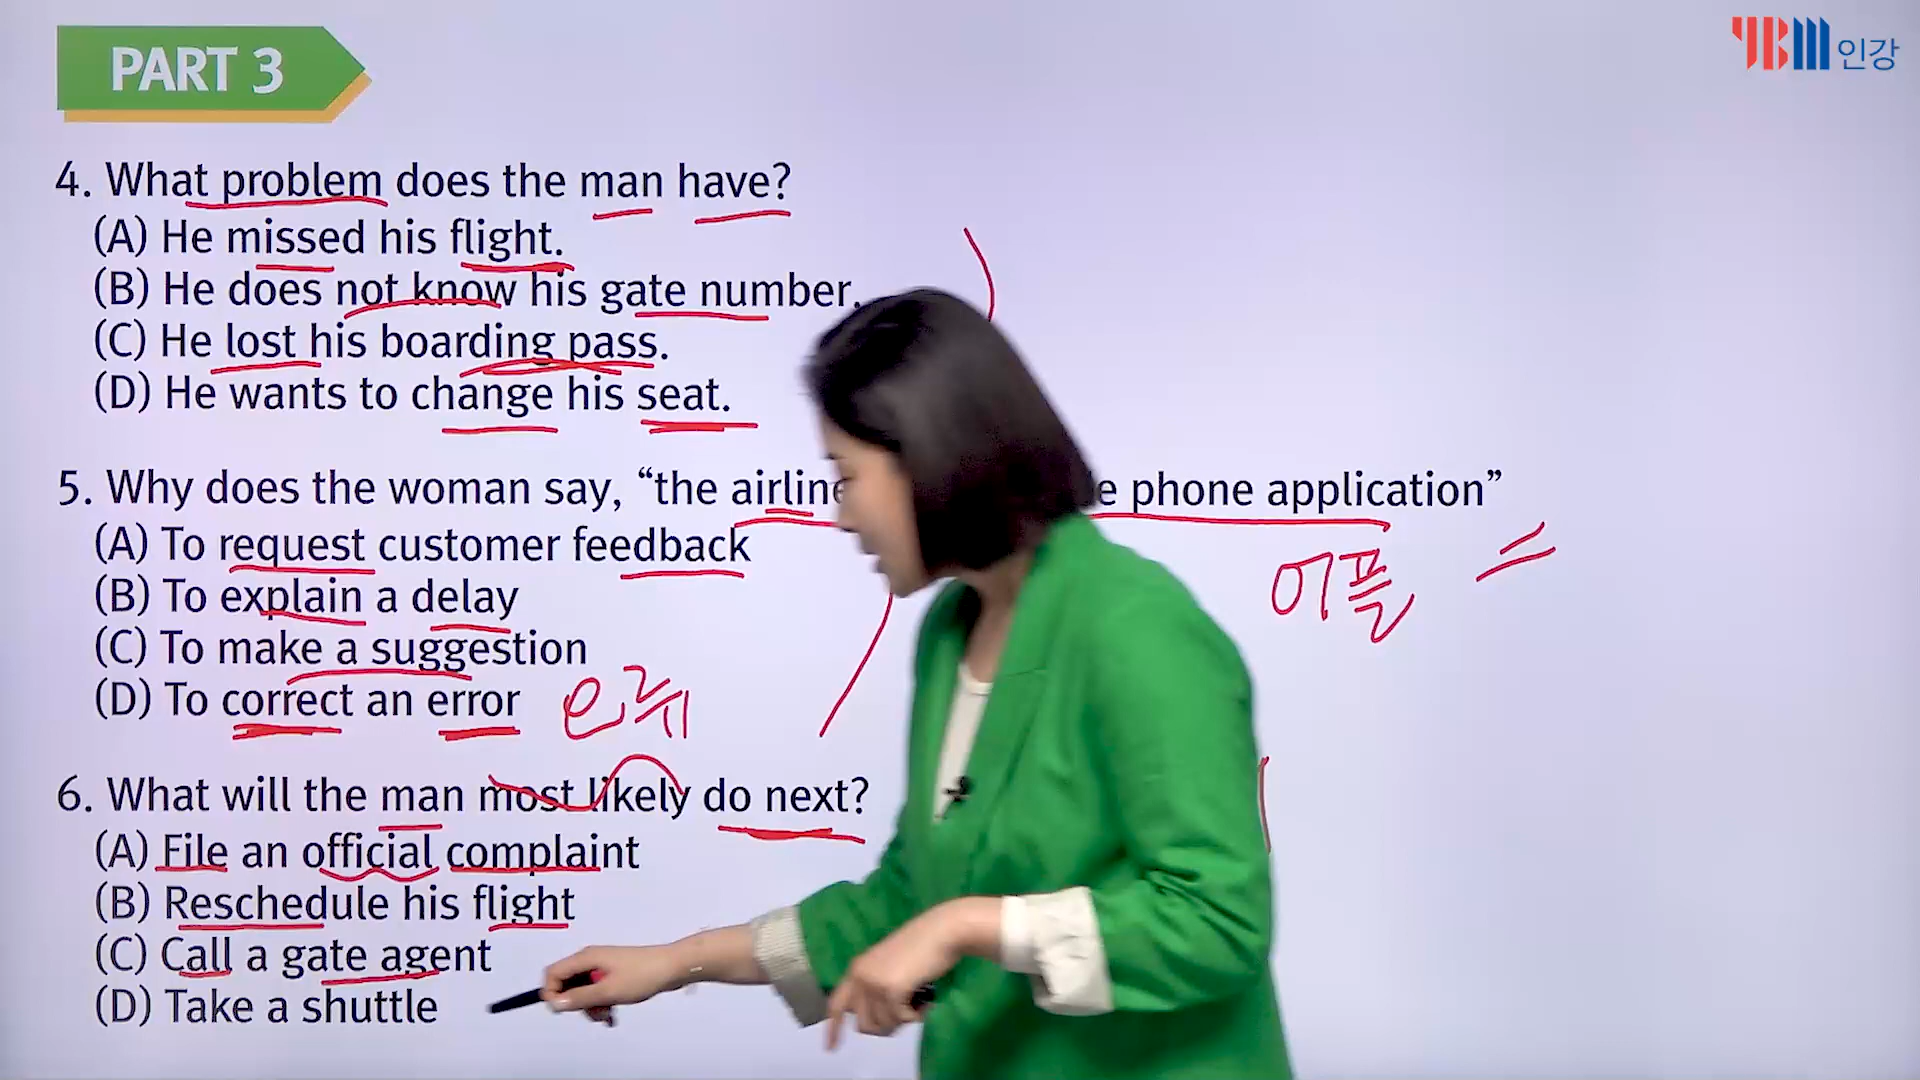 PART 3
YBM 인강
4. What problem does the man have?
(A) He missed his flight.
(B) He does not know his gate number.
(C) He lost his boarding pass.
(D) He wants to change his seat.
5. Why does the woman say, “the airline phone application”
(A) To request customer feedback
어플
(B) To explain a delay
(C) To make a suggestion
(D) To correct an error
오류
6. What will the man most likely do next?
(A) File an official complaint
(B) Reschedule his flight
(C) Call a gate agent
(D) Take a shuttle